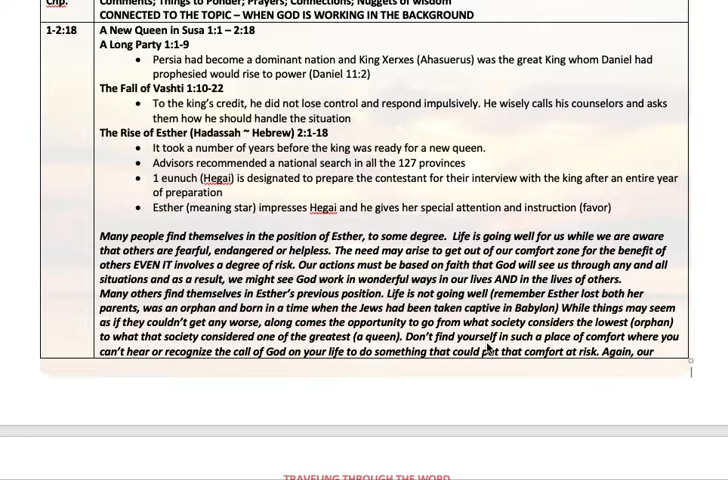 Chp. Comments; Things to Ponder; Prayers; Connections; Nuggets of Wisdom
CONNECTED TO THE TOPIC – WHEN GOD IS WORKING IN THE BACKGROUND
1-2:18 A New Queen in Susa 1:1 – 2:18
A Long Party 1:1-9
• Persia had become a dominant nation and King Xerxes (Ahasuerus) was the great King whom Daniel had
prophesied would rise to power (Daniel 11:2)
The Fall of Vashti 1:10-22
• To the king's credit, he did not lose control and respond impulsively. He wisely calls his counselors and asks
them how he should handle the situation
The Rise of Esther (Hadassah ~ Hebrew) 2:1-18
• It took a number of years before the king was ready for a new queen.
• Advisors recommended a national search in all the 127 provinces
• 1 eunuch (Hegai) is designated to prepare the contestant for their interview with the king after an entire year
of preparation
• Esther (meaning star) impresses Hegai and he gives her special attention and instruction (favor)
Many people find themselves in the position of Esther, to some degree. Life is going well for us while we are aware
that others are fearful, endangered or helpless. The need may arise to get out of our comfort zone for the benefit of
others EVEN IT involves a degree of risk. Our actions must be based on faith that God will see us through any and all
situations and as a result, we might see God work in wonderful ways in our lives AND in the lives of others.
Many others find themselves in Esther's previous position. Life is not going well (remember Esther lost both her
parents, was an orphan and born in a time when the Jews had been taken captive in Babylon) While things may seem
as if they couldn't get any worse, along comes the opportunity to go from what society considers the lowest (orphan)
to what that society considered one of the greatest (a queen). Don't find yourself in such a place of comfort where you
can't hear or recognize the call of God on your life to do something that could put that comfort at risk. Again, our
TRAVELING THROUGH THE WORD